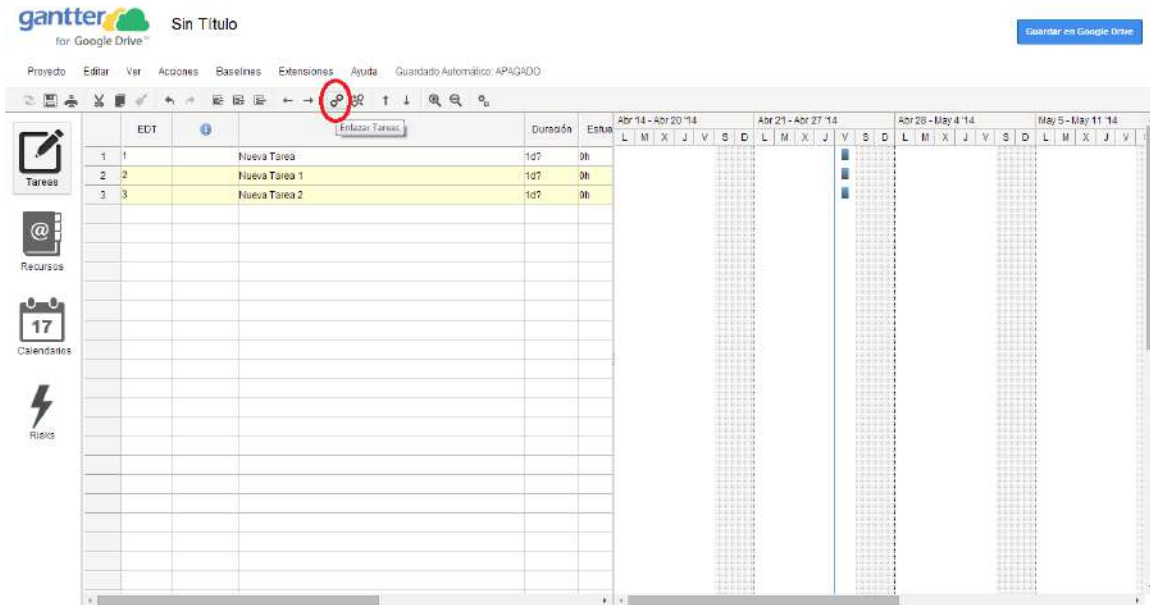 gantter
for Google Drive™
Sin Título
Guardar en Google Drive
Proyecto Editar Ver Acciones Baselines Extensiones Ayuda Guardado Automático: APAGADO
Enlazar Tareas
EDT Duración Estue
Abr 14 - Abr 20 '14 Abr 21 - Abr 27 '14 Abr 28 - May 4 '14 May 5 - May 11 '14
L M X J V S D L M X J V S D L M X J V S D L M X J V
1 1 Nueva Tarea 1d? 0h
2 2 Nueva Tarea 1 1d? 0h
3 3 Nueva Tarea 2 1d? 0h
Tareas
@
Recursos
17
Calendarios
Risks